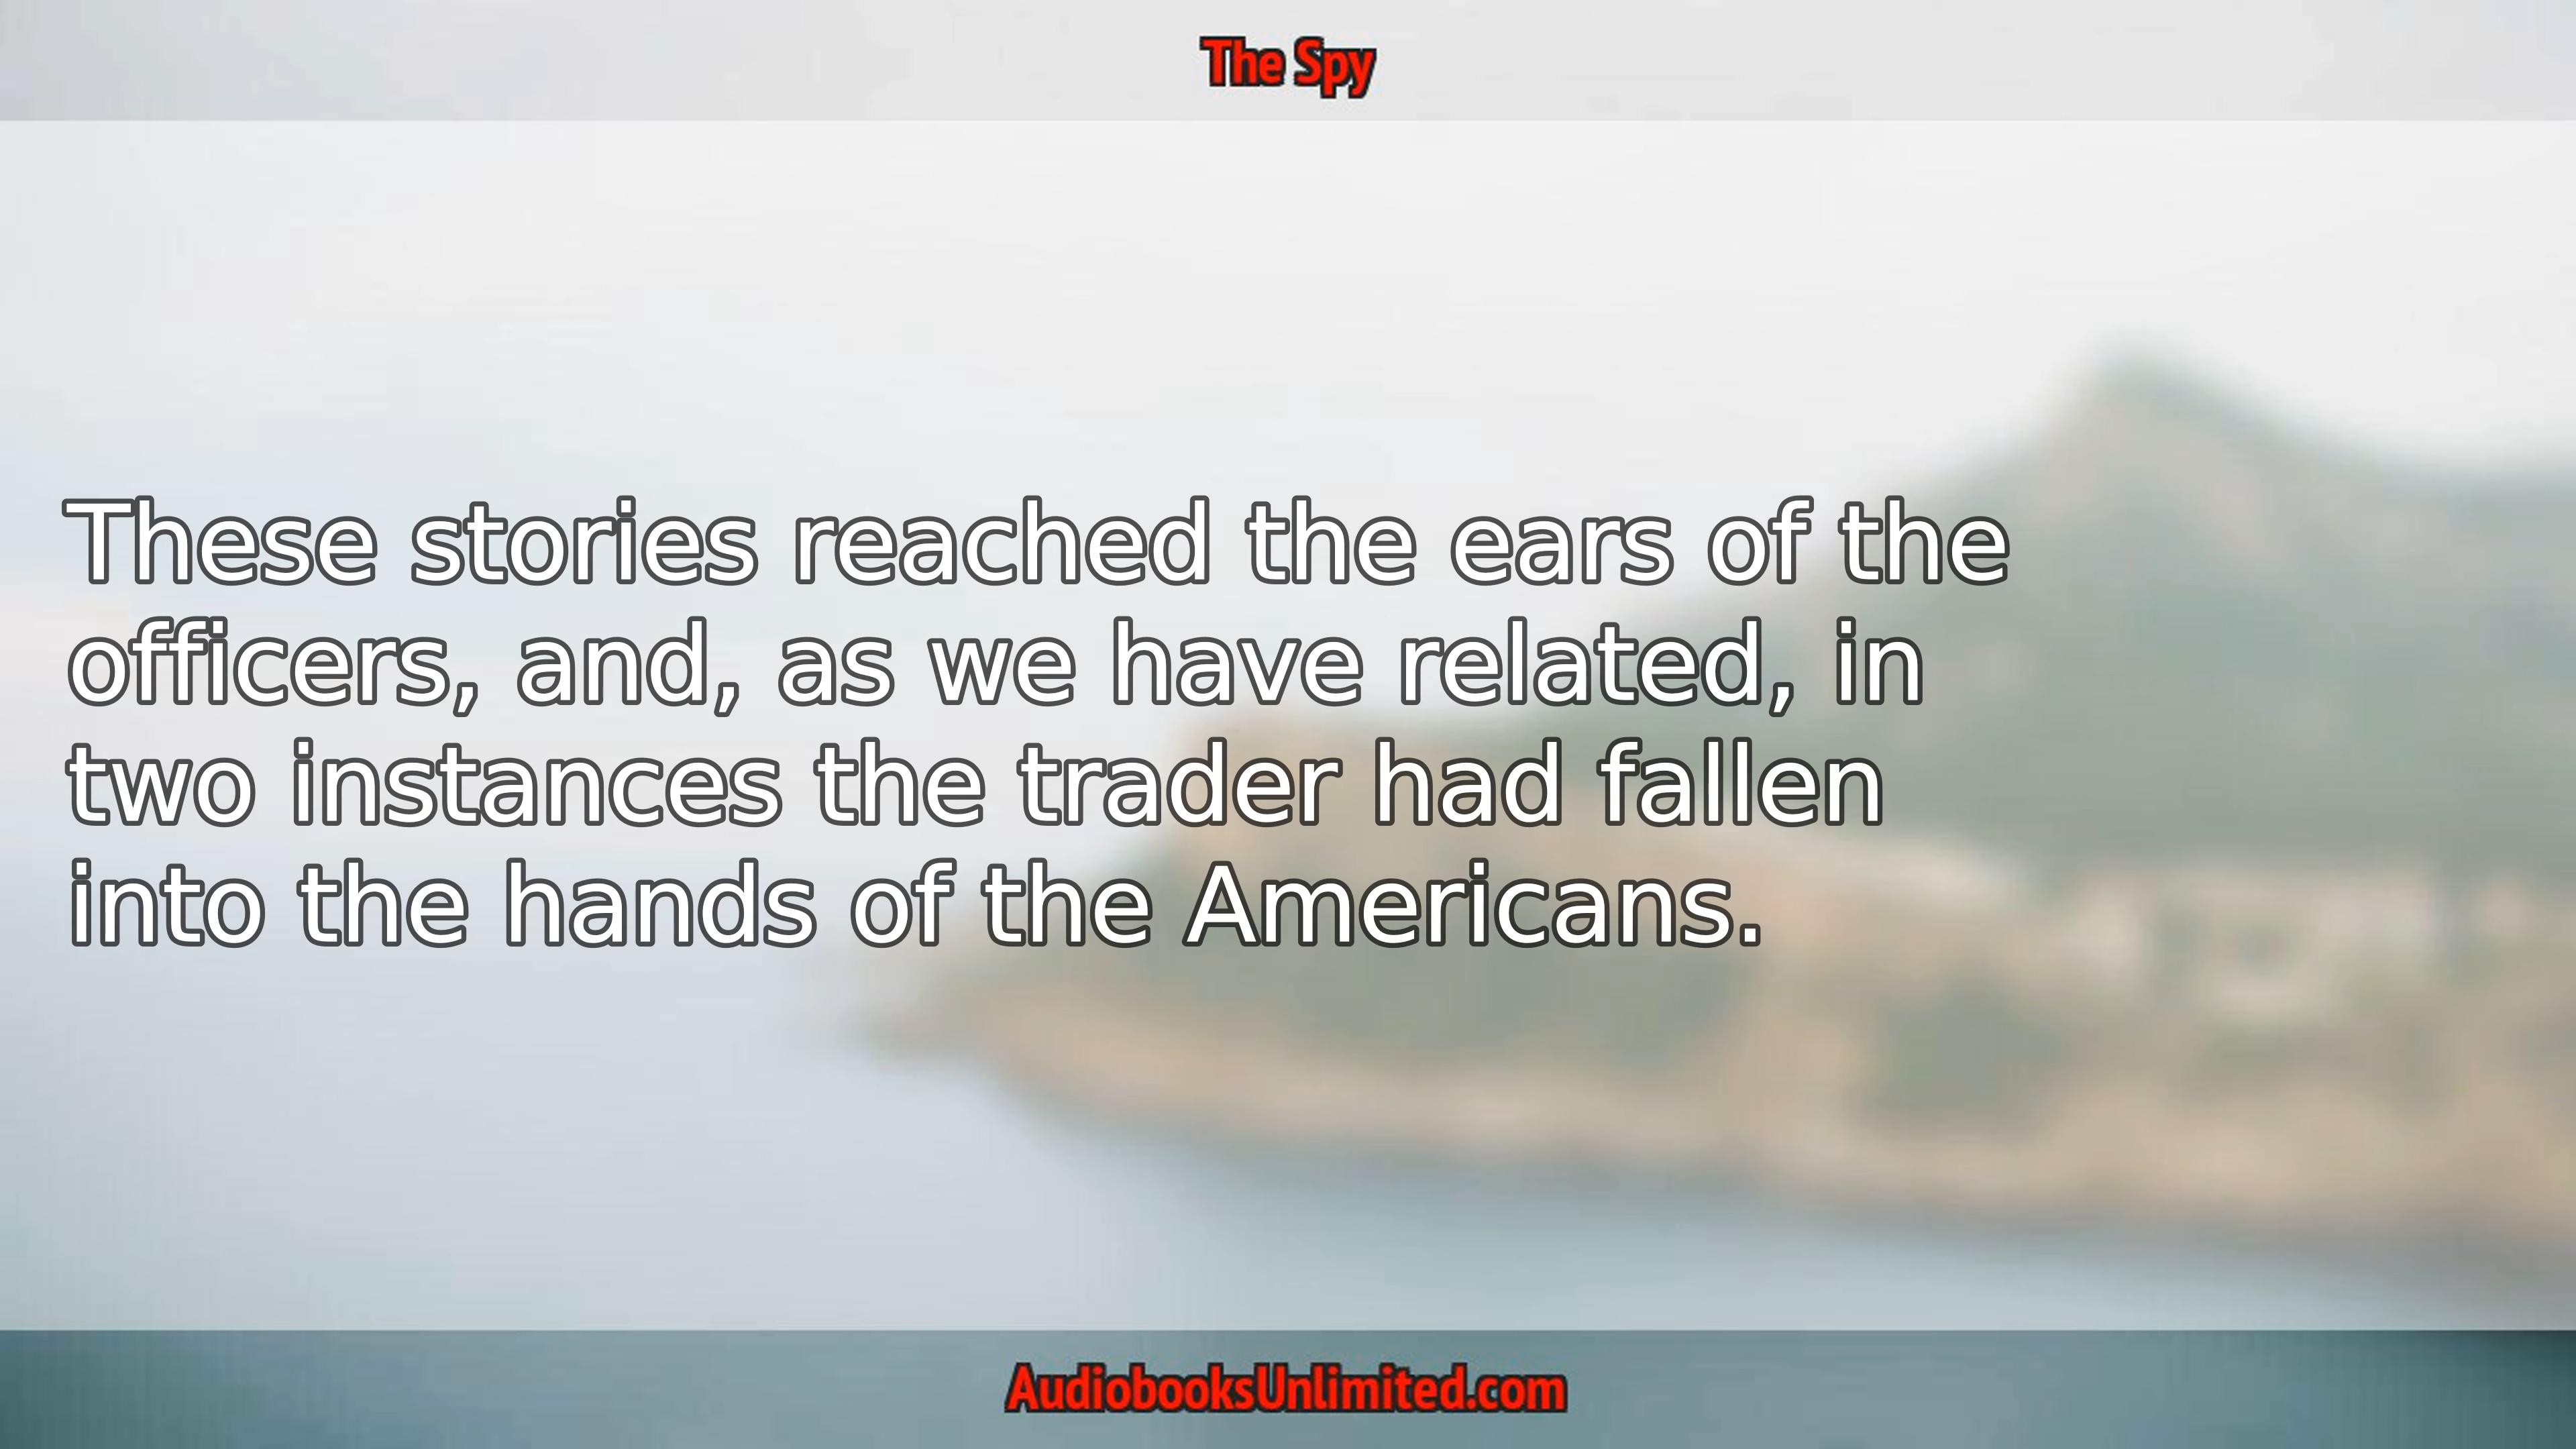 The Spy
These stories reached the ears of the
officers, and, as we have related, in
two instances the trader had fallen
into the hands of the Americans.
AudiobooksUnlimited.com